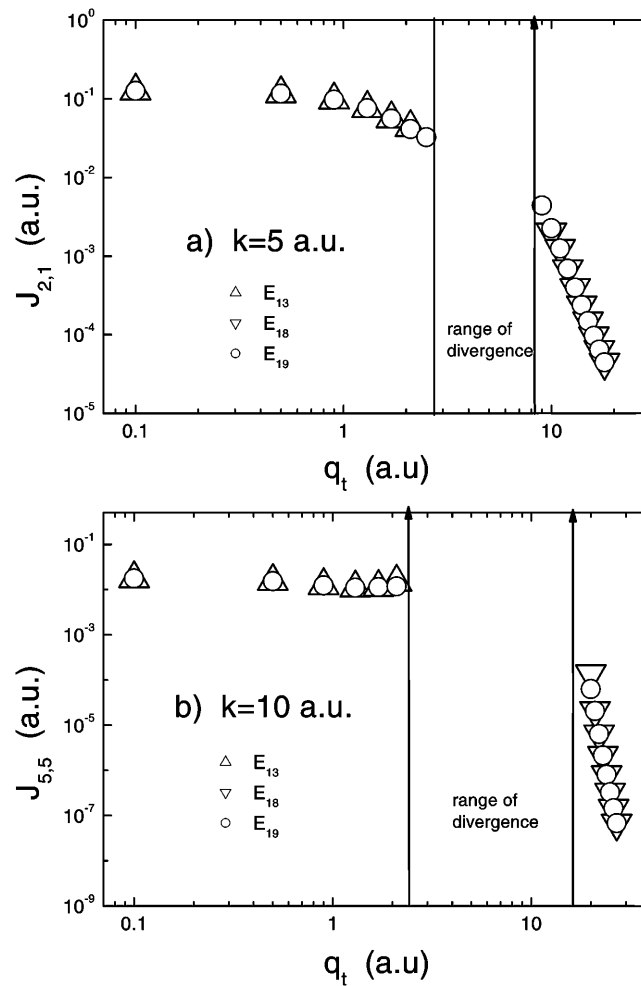 10^0
10^-1
10^-2
10^-3
10^-4
10^-5
J_{2,1} (a.u.)
a) k=5 a.u.
△ E_{13}
▽ E_{18}
○ E_{19}
range of
divergence
0.1 1 10
q_t (a.u)
10^-1
10^-3
10^-5
10^-7
10^-9
J_{5,5} (a.u.)
b) k=10 a.u.
△ E_{13}
▽ E_{18}
○ E_{19}
range of
divergence
0.1 1 10
q_t (a.u)